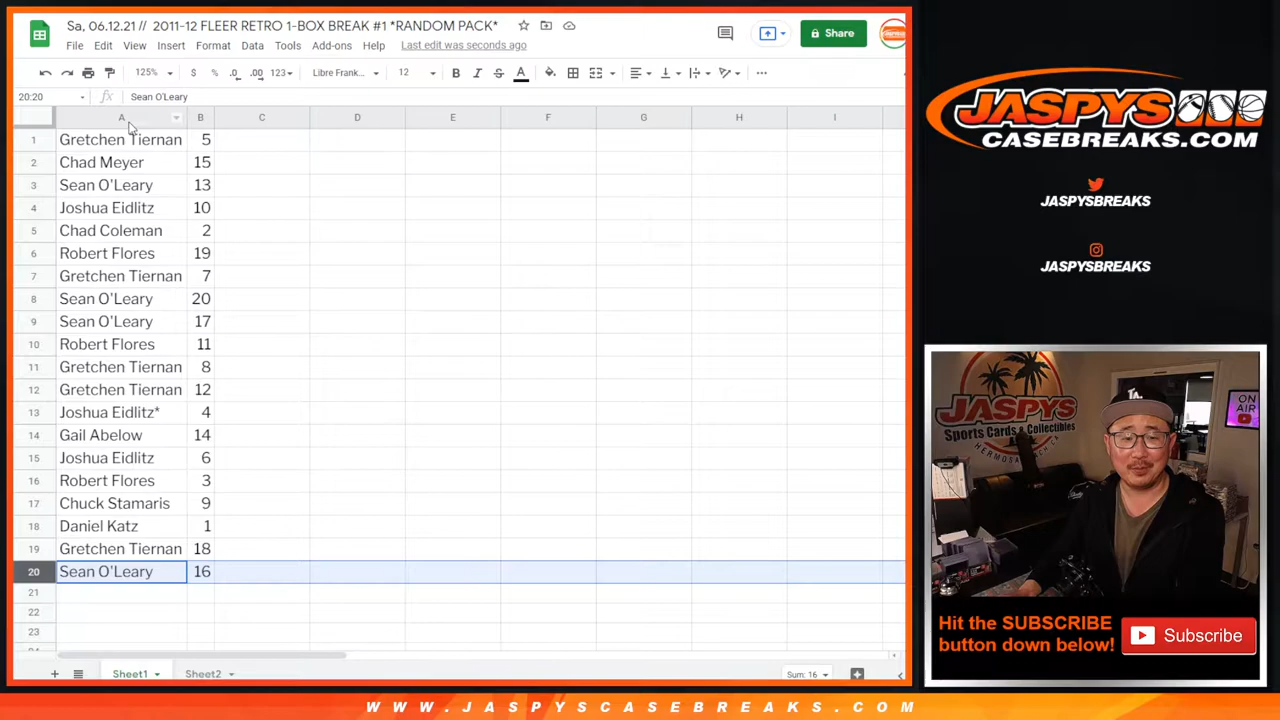 Sa, 06.12.21 // 2011-12 FLEER RETRO 1-BOX BREAK #1 *RANDOM PACK*
File Edit View Insert Format Data Tools Add-ons Help Last edit was seconds ago
Share
125% $ % .0 .00 123 Libre Frank... 12 B I S A
20:20 fx Sean O'Leary
A B C D E F G H I
1 Gretchen Tiernan 5
2 Chad Meyer 15
3 Sean O'Leary 13
4 Joshua Eidlitz 10
5 Chad Coleman 2
6 Robert Flores 19
7 Gretchen Tiernan 7
8 Sean O'Leary 20
9 Sean O'Leary 17
10 Robert Flores 11
11 Gretchen Tiernan 8
12 Gretchen Tiernan 12
13 Joshua Eidlitz* 4
14 Gail Abelow 14
15 Joshua Eidlitz 6
16 Robert Flores 3
17 Chuck Stamaris 9
18 Daniel Katz 1
19 Gretchen Tiernan 18
20 Sean O'Leary 16
21
22
23
Sheet1 Sheet2 Sum: 16
JASPYS
CASEBREAKS.COM
JASPYSBREAKS
JASPYSBREAKS
JASPYS
Sports Cards & Collectibles
HERMOSA BEACH, CA
LA
ON AIR
Hit the SUBSCRIBE
button down below!
Subscribe
WWW.JASPYSCASEBREAKS.COM